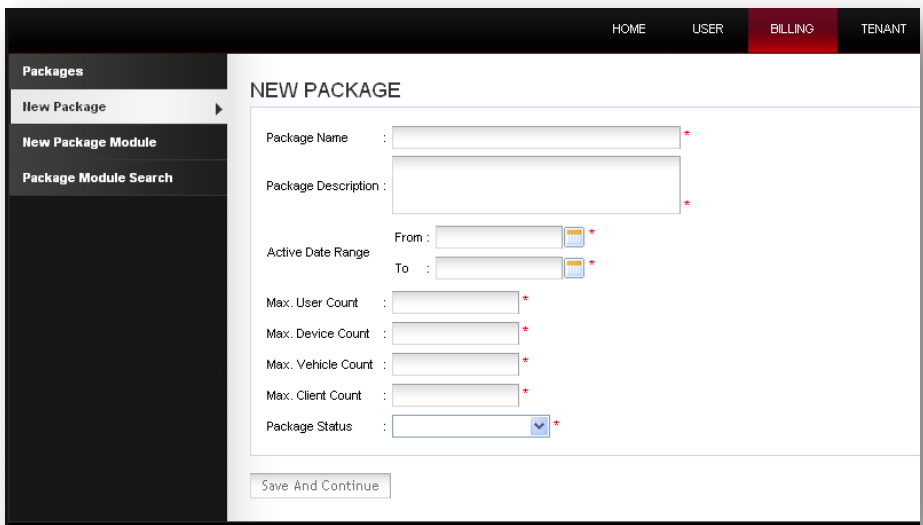 HOME USER BILLING TENANT
Packages
New Package
New Package Module
Package Module Search
NEW PACKAGE
Package Name : *
Package Description : *
Active Date Range
From : *
To : *
Max. User Count : *
Max. Device Count : *
Max. Vehicle Count : *
Max. Client Count : *
Package Status : *
Save And Continue